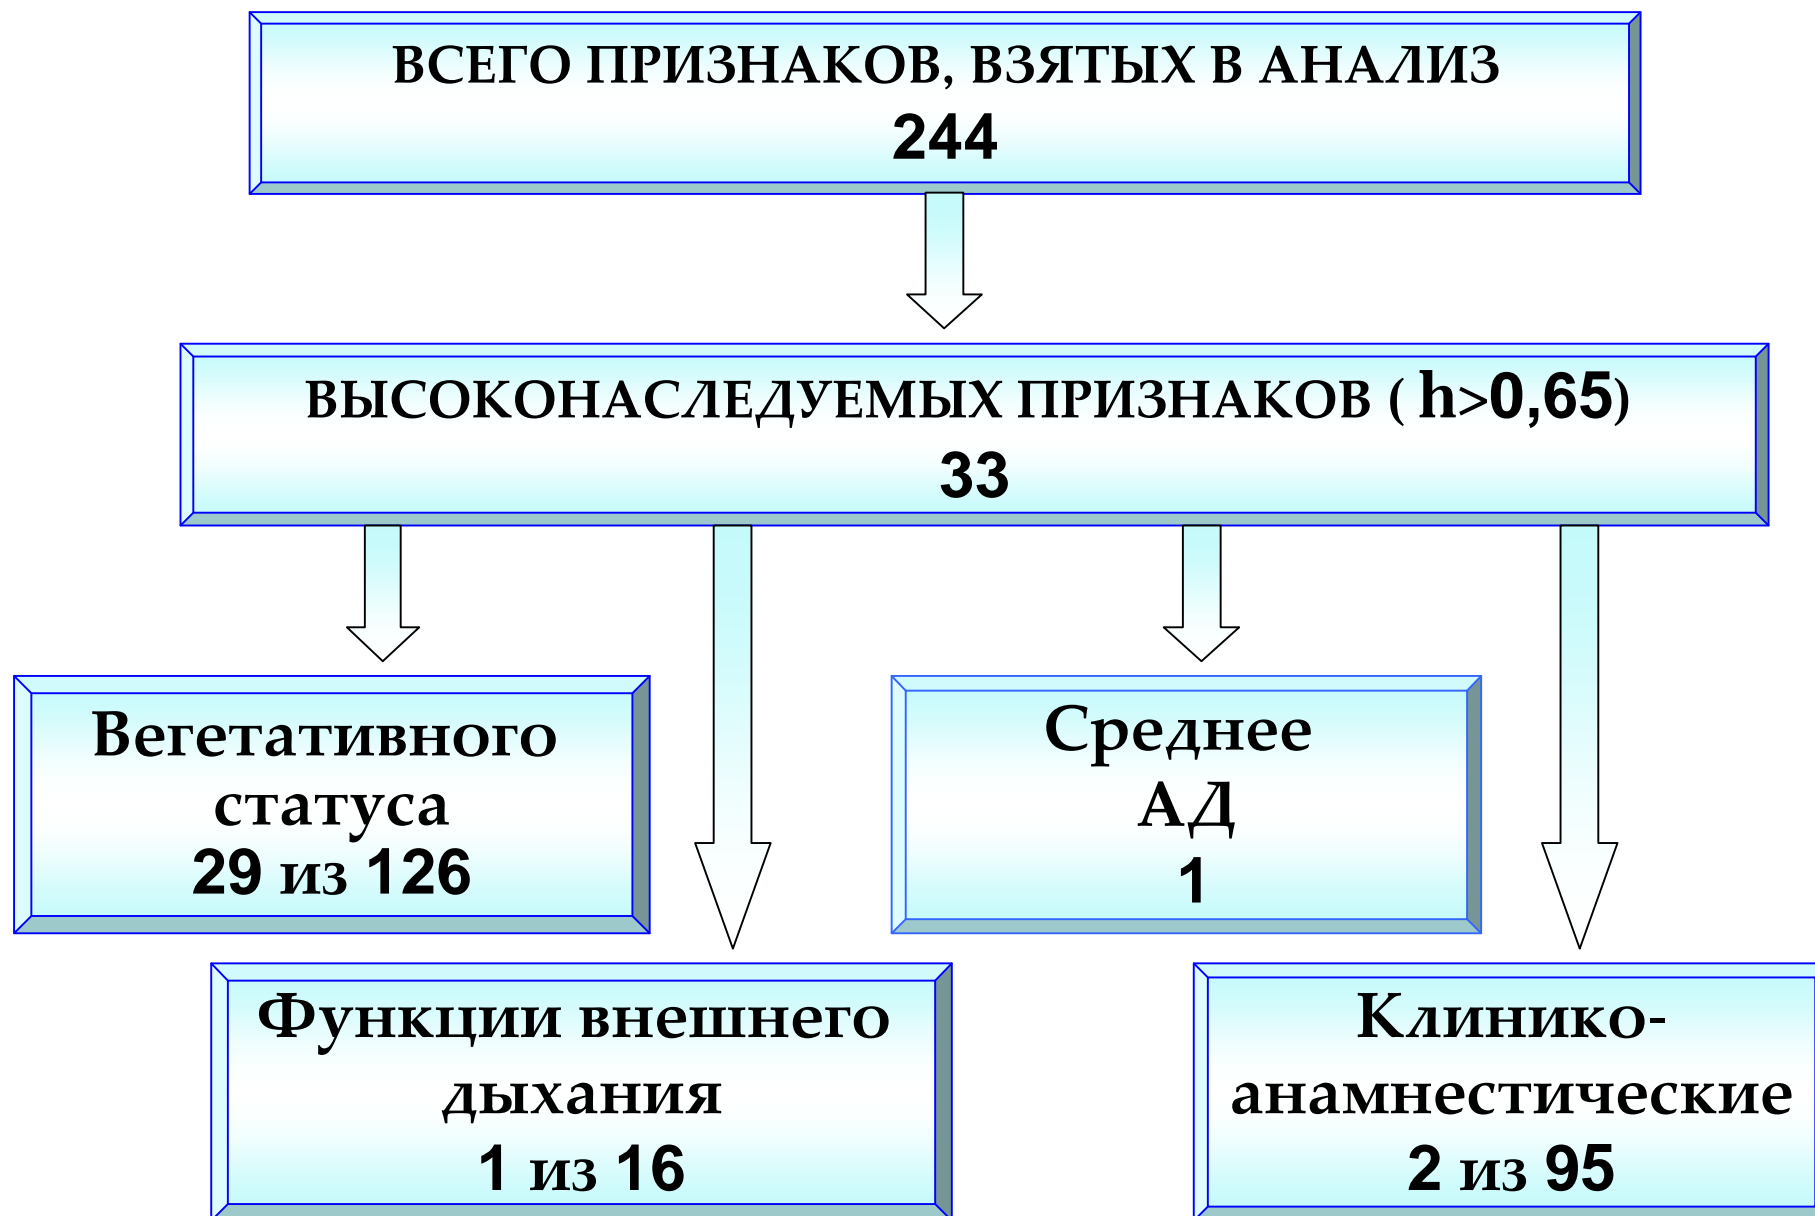 ВСЕГО ПРИЗНАКОВ, ВЗЯТЫХ В АНАЛИЗ
244
ВЫСОКОНАСЛЕДУЕМЫХ ПРИЗНАКОВ ( h>0,65)
33
Вегетативного
статуса
29 из 126
Среднее
АД
1
Функции внешнего
дыхания
1 из 16
Клинико-
анамнестические
2 из 95